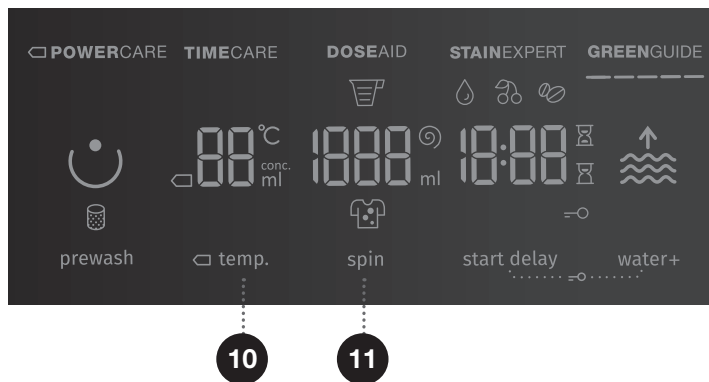 POWERCARE TIMECARE DOSEAID STAINEXPERT GREENGUIDE
88 °C 1888 18:88
conc.
ml ml
prewash temp. spin start delay water+
10 11